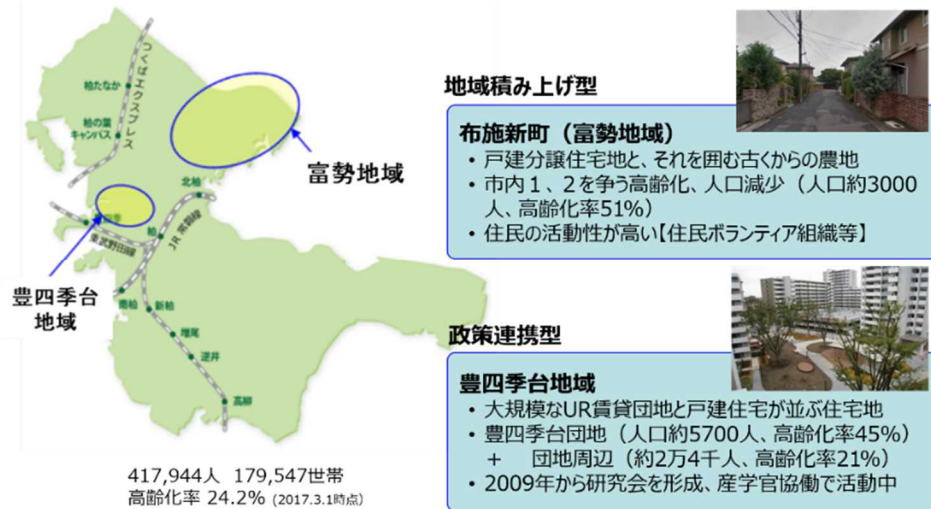 つくばエクスプレス
柏たなか
柏の葉
キャンパス
富勢地域
北柏
柏
JR 常磐線
東武野田線
豊四季台
地域
南柏
新柏
増尾
逆井
高柳
417,944人 179,547世帯
高齢化率 24.2% (2017.3.1時点)
地域積み上げ型
布施新町（富勢地域）
• 戸建分譲住宅地と、それを囲む古くからの農地
• 市内１、２を争う高齢化、人口減少（人口約3000
人、高齢化率51%）
• 住民の活動性が高い【住民ボランティア組織等】
政策連携型
豊四季台地域
• 大規模なUR賃貸団地と戸建住宅が並ぶ住宅地
• 豊四季台団地（人口約5700人、高齢化率45%）
+ 団地周辺（約2万4千人、高齢化率21%）
• 2009年から研究会を形成、産学官協働で活動中